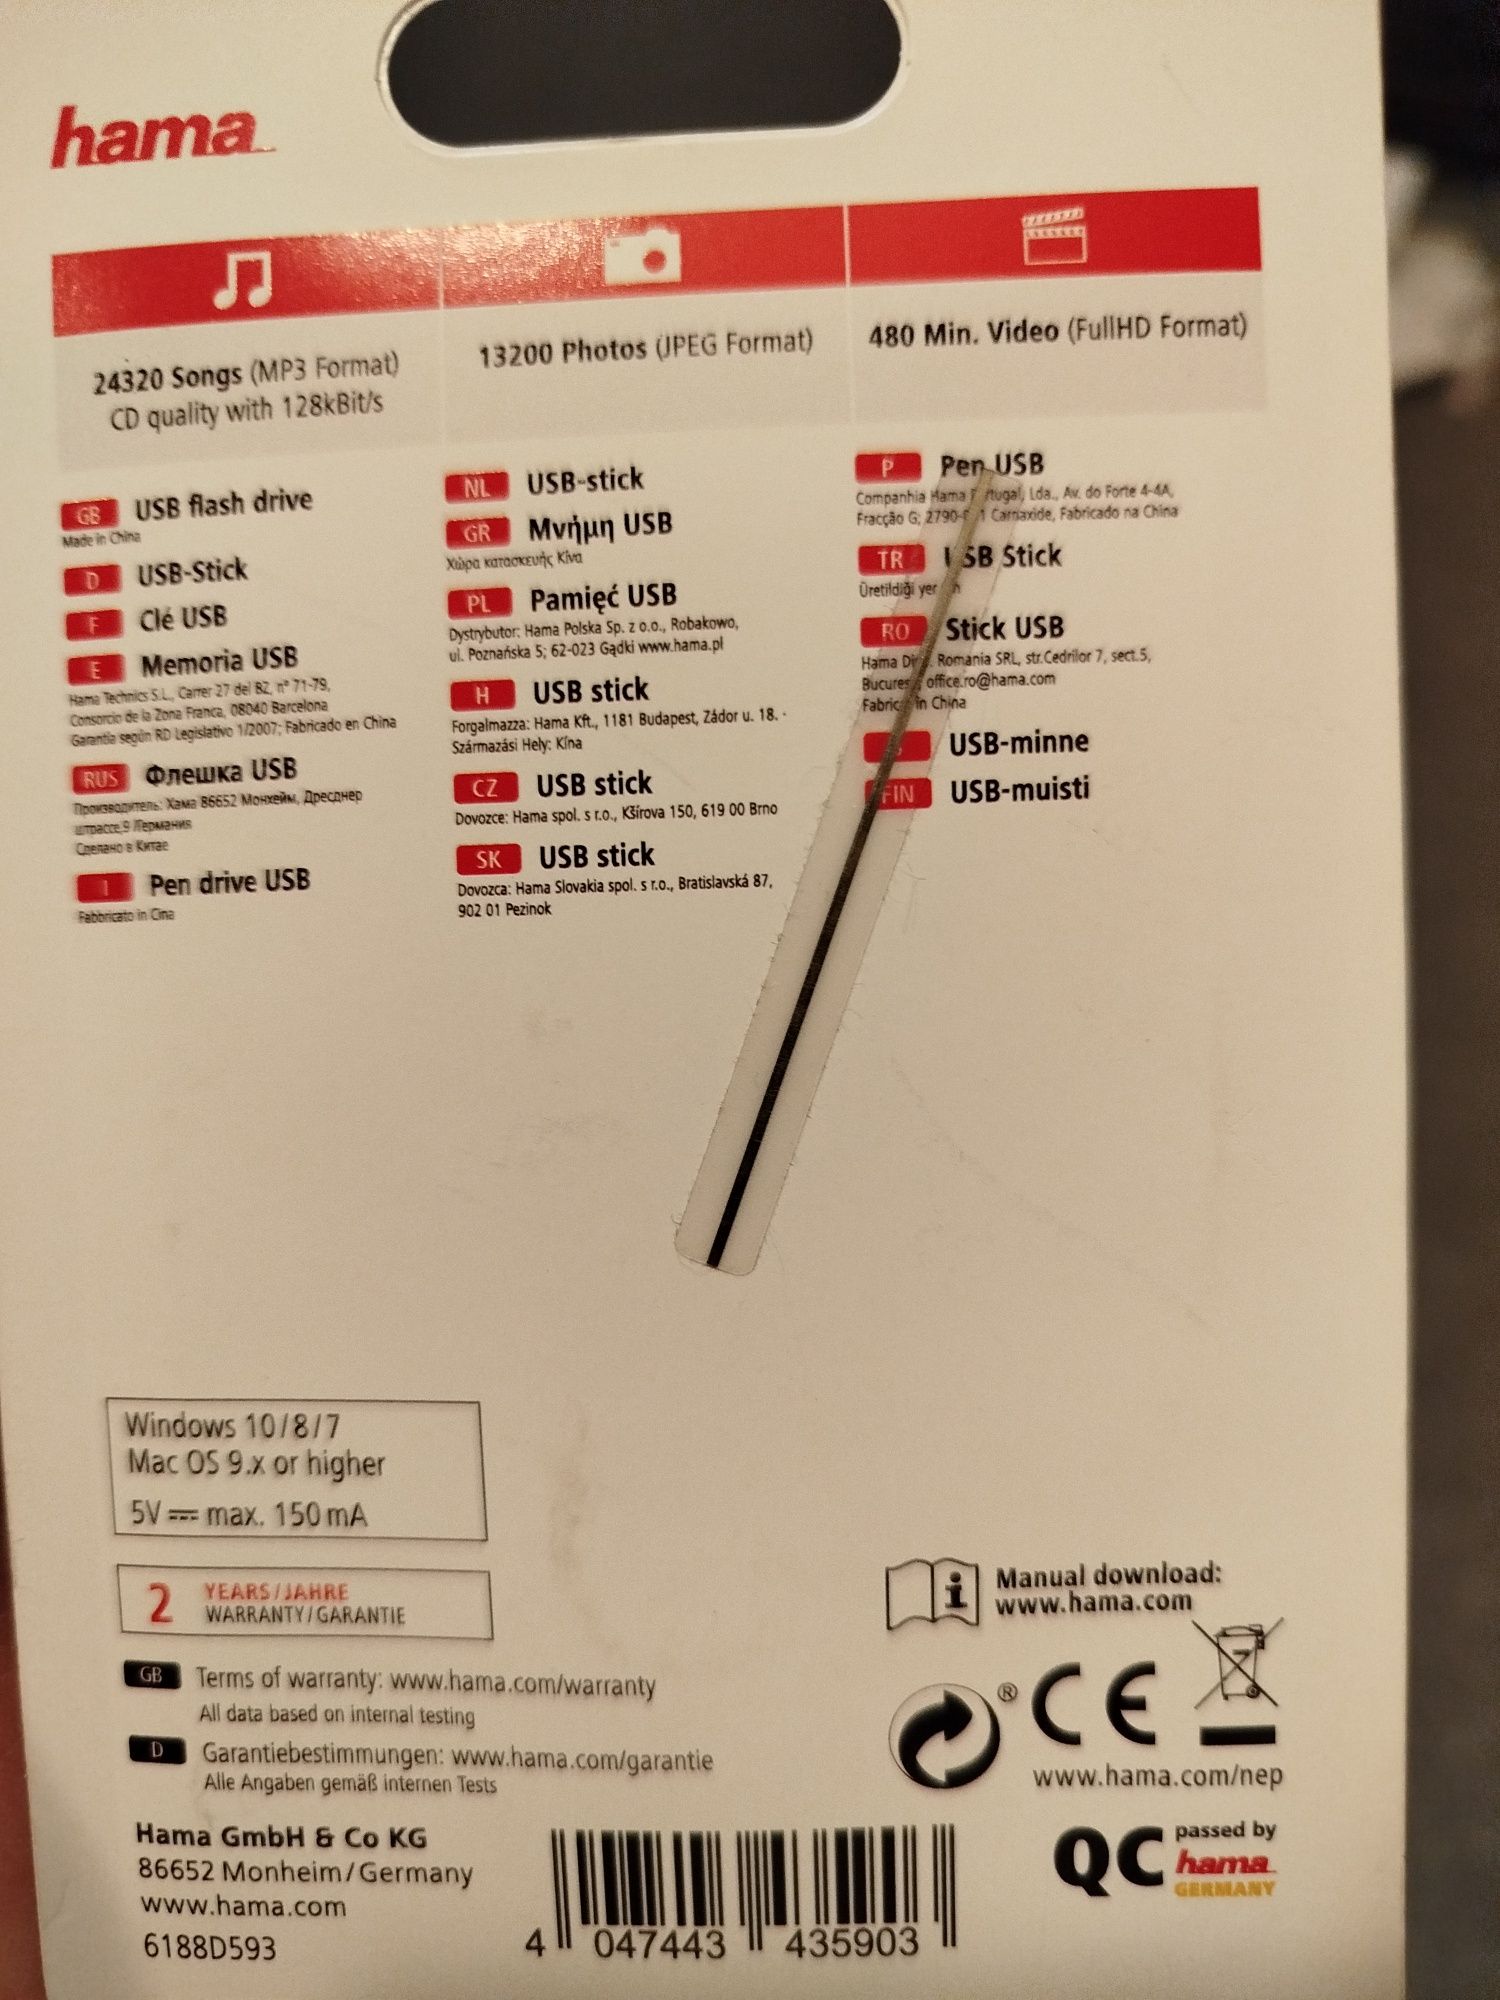 hama
24320 Songs (MP3 Format)
CD quality with 128kBit/s
13200 Photos (JPEG Format)
480 Min. Video (FullHD Format)
GB USB flash drive
Made in China
D USB-Stick
F Clé USB
E Memoria USB
Hama Technics S.L., Carrer 27 del BZ, n° 71-79,
Consorcio de la Zona Franca, 08040 Barcelona
Garantía según RD Legislativo 1/2007; Fabricado en China
RUS Флешка USB
Производитель: Хама 86652 Монхейм, Дреснер
штрассе,9 /Германия
Сделано в Китае
I Pen drive USB
Fabbricato in Cina
NL USB-stick
GR Μνήμη USB
Χώρα κατασκευής Κίνα
PL Pamięć USB
Dystrybutor: Hama Polska Sp. z o.o., Robakowo,
ul. Poznańska 5; 62-023 Gądki www.hama.pl
H USB stick
Forgalmazza: Hama Kft., 1181 Budapest, Zádor u. 18. -
Származási Hely: Kína
CZ USB stick
Dovozce: Hama spol. s r.o., Kšírova 150, 619 00 Brno
SK USB stick
Dovozca: Hama Slovakia spol. s r.o., Bratislavská 87,
902 01 Pezinok
P Pen USB
Companhia Hama Lda., Av. do Forte 4-4A,
Fracção G; Carnaxide, Fabricado na China
TR USB Stick
Üretildiği
RO Stick USB
Hama Romania SRL, str.Cedrilor 7, sect.5,
office.ro@hama.com
in China
USB-minne
FIN USB-muisti
Windows 10/8/7
Mac OS 9.x or higher
5V max. 150 mA
2 YEARS/JAHRE
WARRANTY/GARANTIE
GB Terms of warranty: www.hama.com/warranty
All data based on internal testing
D Garantiebestimmungen: www.hama.com/garantie
Alle Angaben gemäß internen Tests
Hama GmbH & Co KG
86652 Monheim/Germany
www.hama.com
6188D593
4 047443 435903
i Manual download:
www.hama.com
® CE
www.hama.com/nep
QC passed by
hama
GERMANY